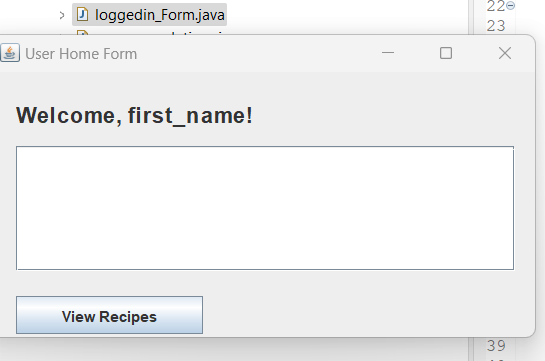 loggedin_Form.java
22
23
User Home Form
Welcome, first_name!
View Recipes
39